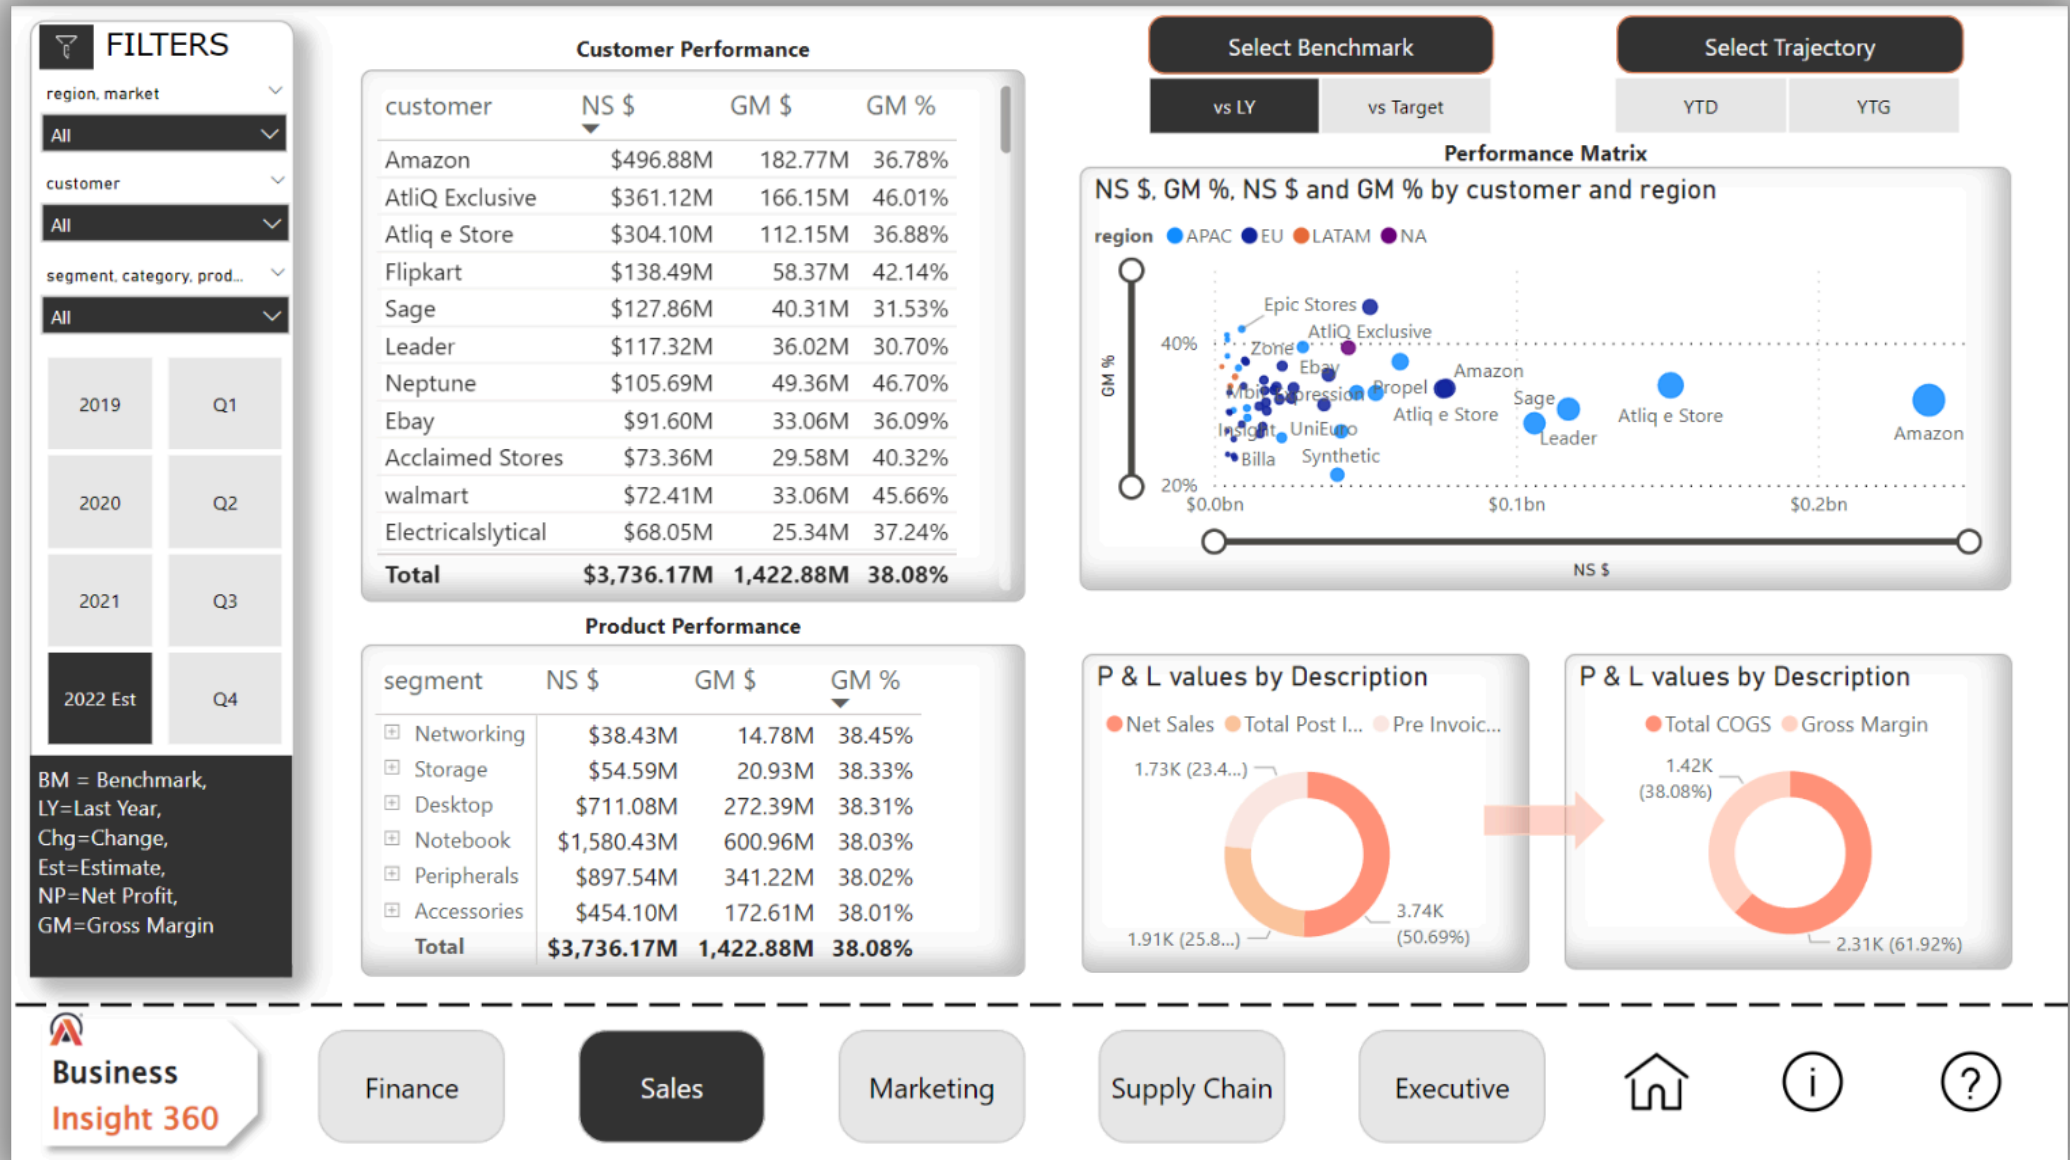 FILTERS
region, market
All
customer
All
segment, category, prod...
All
2019 Q1
2020 Q2
2021 Q3
2022 Est Q4
BM = Benchmark,
LY=Last Year,
Chg=Change,
Est=Estimate,
NP=Net Profit,
GM=Gross Margin
Customer Performance
customer NS $ GM $ GM %
Amazon $496.88M 182.77M 36.78%
AtliQ Exclusive $361.12M 166.15M 46.01%
Atliq e Store $304.10M 112.15M 36.88%
Flipkart $138.49M 58.37M 42.14%
Sage $127.86M 40.31M 31.53%
Leader $117.32M 36.02M 30.70%
Neptune $105.69M 49.36M 46.70%
Ebay $91.60M 33.06M 36.09%
Acclaimed Stores $73.36M 29.58M 40.32%
walmart $72.41M 33.06M 45.66%
Electricalslytical $68.05M 25.34M 37.24%
Total $3,736.17M 1,422.88M 38.08%
Product Performance
segment NS $ GM $ GM %
Networking $38.43M 14.78M 38.45%
Storage $54.59M 20.93M 38.33%
Desktop $711.08M 272.39M 38.31%
Notebook $1,580.43M 600.96M 38.03%
Peripherals $897.54M 341.22M 38.02%
Accessories $454.10M 172.61M 38.01%
Total $3,736.17M 1,422.88M 38.08%
Select Benchmark
vs LY vs Target
Select Trajectory
YTD YTG
Performance Matrix
NS $, GM %, NS $ and GM % by customer and region
region APAC EU LATAM NA
GM %
40%
20%
Epic Stores
AtliQ Exclusive
Zone
Ebay
Amazon
Propel
Sage
Atliq e Store
Atliq e Store
Amazon
Insight
UniEuro
Leader
Billa
Synthetic
$0.0bn $0.1bn $0.2bn
NS $
P & L values by Description
Net Sales Total Post I... Pre Invoic...
1.73K (23.4...)
1.91K (25.8...)
3.74K
(50.69%)
P & L values by Description
Total COGS Gross Margin
1.42K
(38.08%)
2.31K (61.92%)
Business
Insight 360
Finance
Sales
Marketing
Supply Chain
Executive
i
?